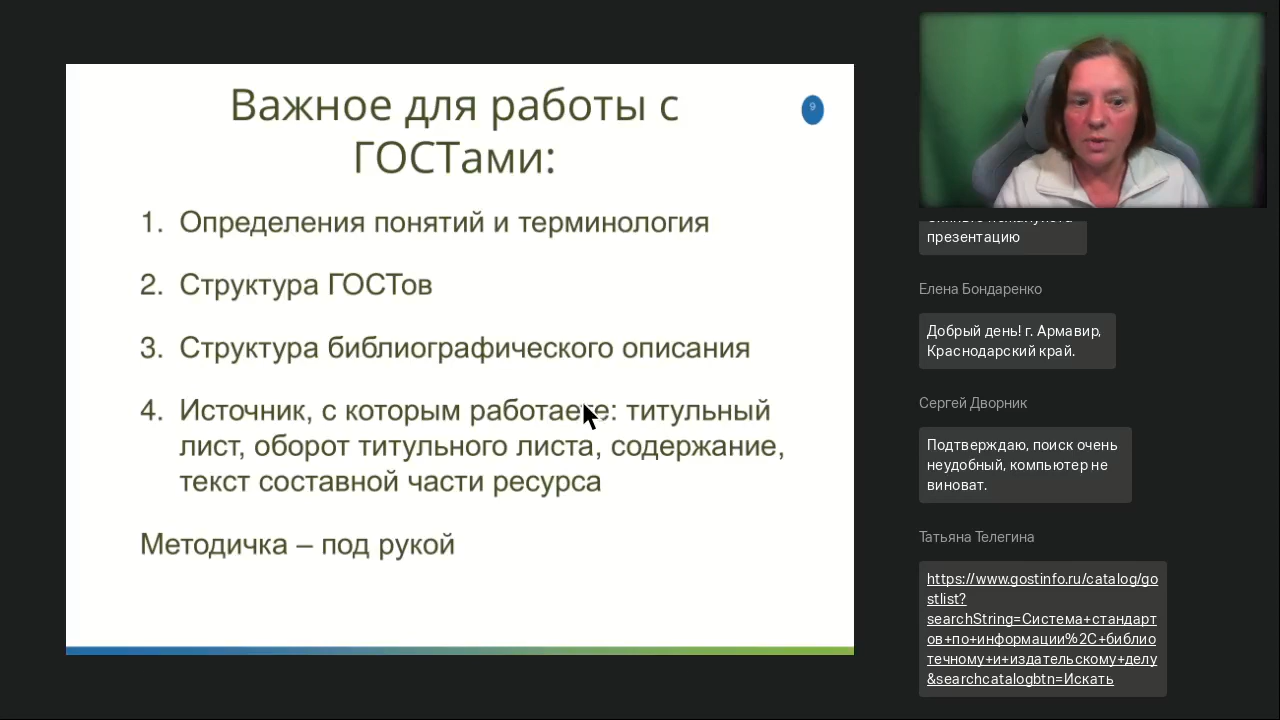 Важное для работы с
ГОСТами:
9
1. Определения понятий и терминология
2. Структура ГОСТов
3. Структура библиографического описания
4. Источник, с которым работаете: титульный
лист, оборот титульного листа, содержание,
текст составной части ресурса
Методичка – под рукой
презентацию
Елена Бондаренко
Добрый день! г. Армавир,
Краснодарский край.
Сергей Дворник
Подтверждаю, поиск очень
неудобный, компьютер не
виноват.
Татьяна Телегина
https://www.gostinfo.ru/catalog/go
stlist?
searchString=Система+стандарт
ов+по+информации%2C+библио
течному+и+издательскому+делу
&searchcatalogbtn=Искать